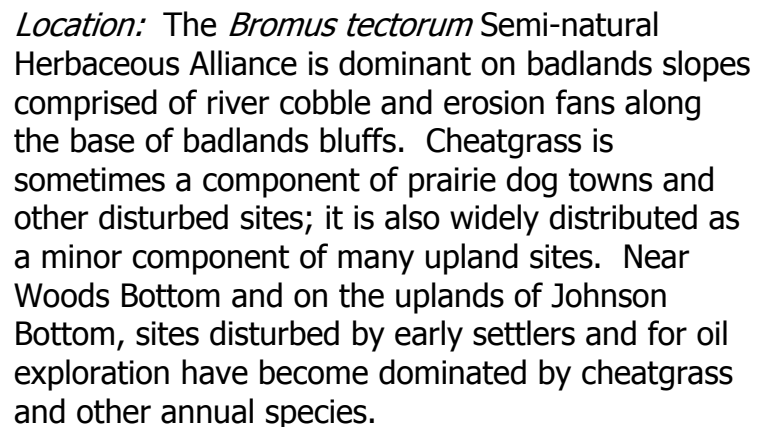 Location: The Bromus tectorum Semi-natural
Herbaceous Alliance is dominant on badlands slopes
comprised of river cobble and erosion fans along
the base of badlands bluffs. Cheatgrass is
sometimes a component of prairie dog towns and
other disturbed sites; it is also widely distributed as
a minor component of many upland sites. Near
Woods Bottom and on the uplands of Johnson
Bottom, sites disturbed by early settlers and for oil
exploration have become dominated by cheatgrass
and other annual species.